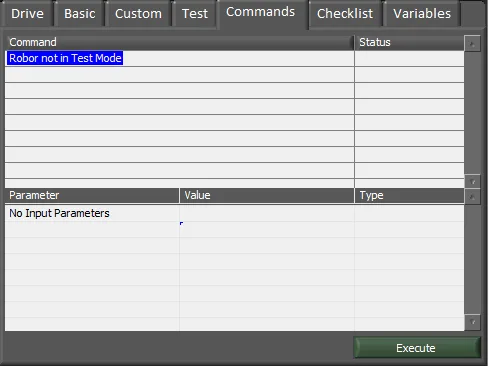 Drive Basic Custom Test Commands Checklist Variables
Command Status
Robor not in Test Mode
Parameter Value Type
No Input Parameters
Execute